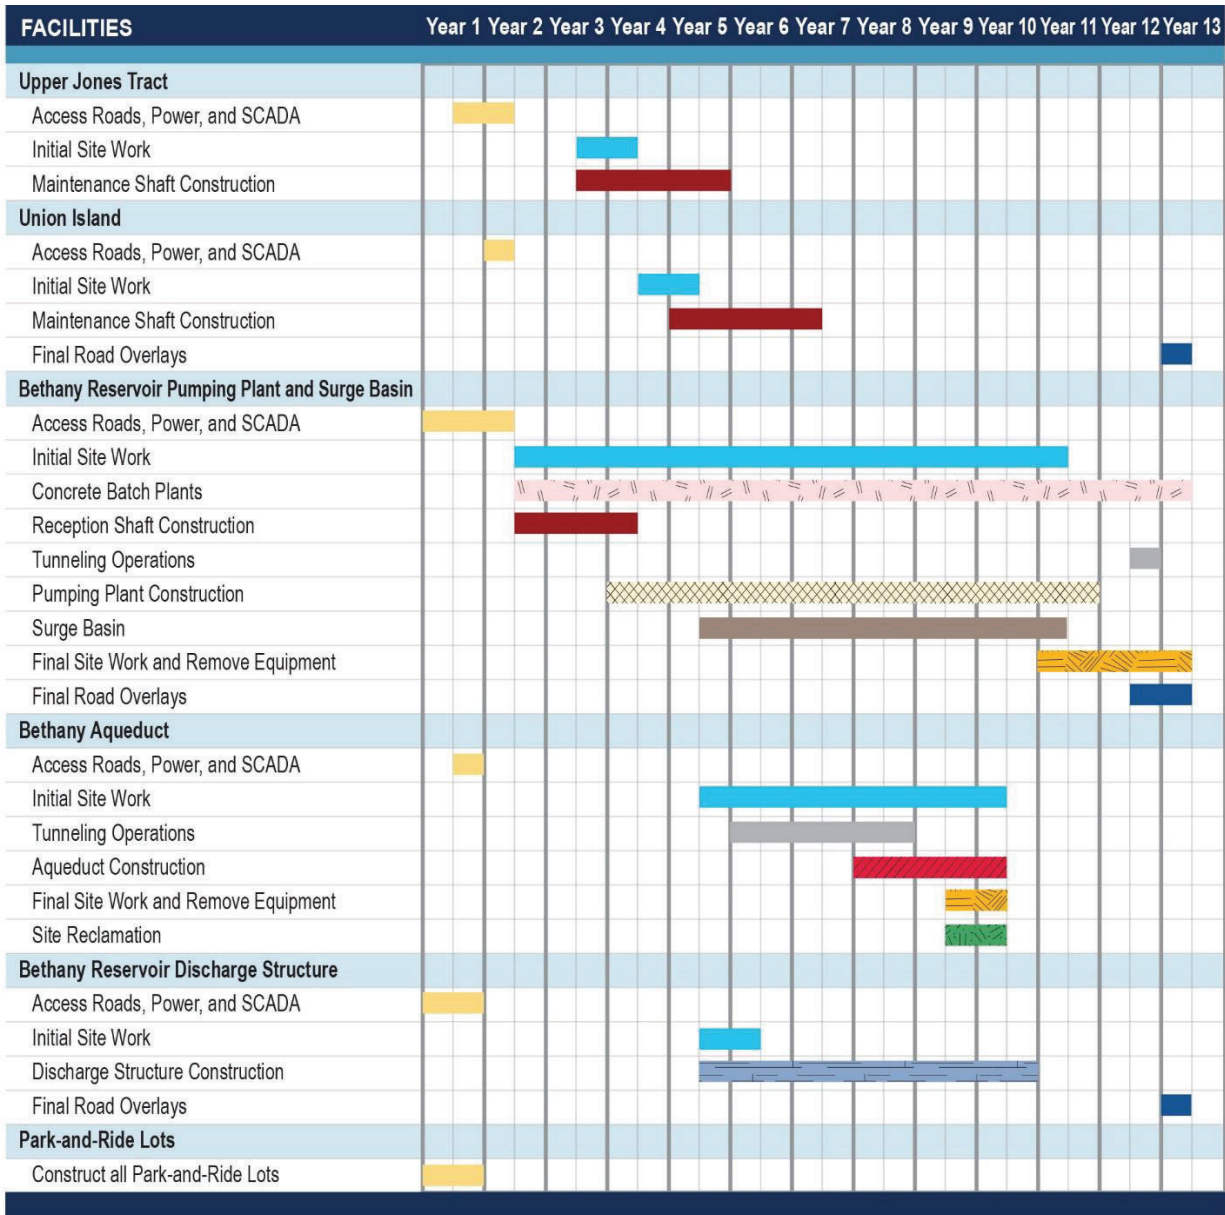 FACILITIES Year 1 Year 2 Year 3 Year 4 Year 5 Year 6 Year 7 Year 8 Year 9 Year 10 Year 11 Year 12 Year 13
Upper Jones Tract
Access Roads, Power, and SCADA
Initial Site Work
Maintenance Shaft Construction
Union Island
Access Roads, Power, and SCADA
Initial Site Work
Maintenance Shaft Construction
Final Road Overlays
Bethany Reservoir Pumping Plant and Surge Basin
Access Roads, Power, and SCADA
Initial Site Work
Concrete Batch Plants
Reception Shaft Construction
Tunneling Operations
Pumping Plant Construction
Surge Basin
Final Site Work and Remove Equipment
Final Road Overlays
Bethany Aqueduct
Access Roads, Power, and SCADA
Initial Site Work
Tunneling Operations
Aqueduct Construction
Final Site Work and Remove Equipment
Site Reclamation
Bethany Reservoir Discharge Structure
Access Roads, Power, and SCADA
Initial Site Work
Discharge Structure Construction
Final Road Overlays
Park-and-Ride Lots
Construct all Park-and-Ride Lots